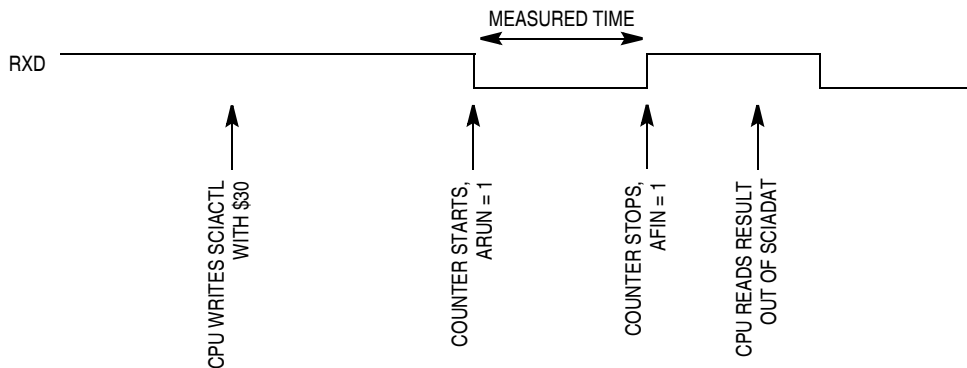 MEASURED TIME
RXD
CPU WRITES SCIACTL
WITH $30
COUNTER STARTS,
ARUN = 1
COUNTER STOPS,
AFIN = 1
CPU READS RESULT
OUT OF SCIADAT